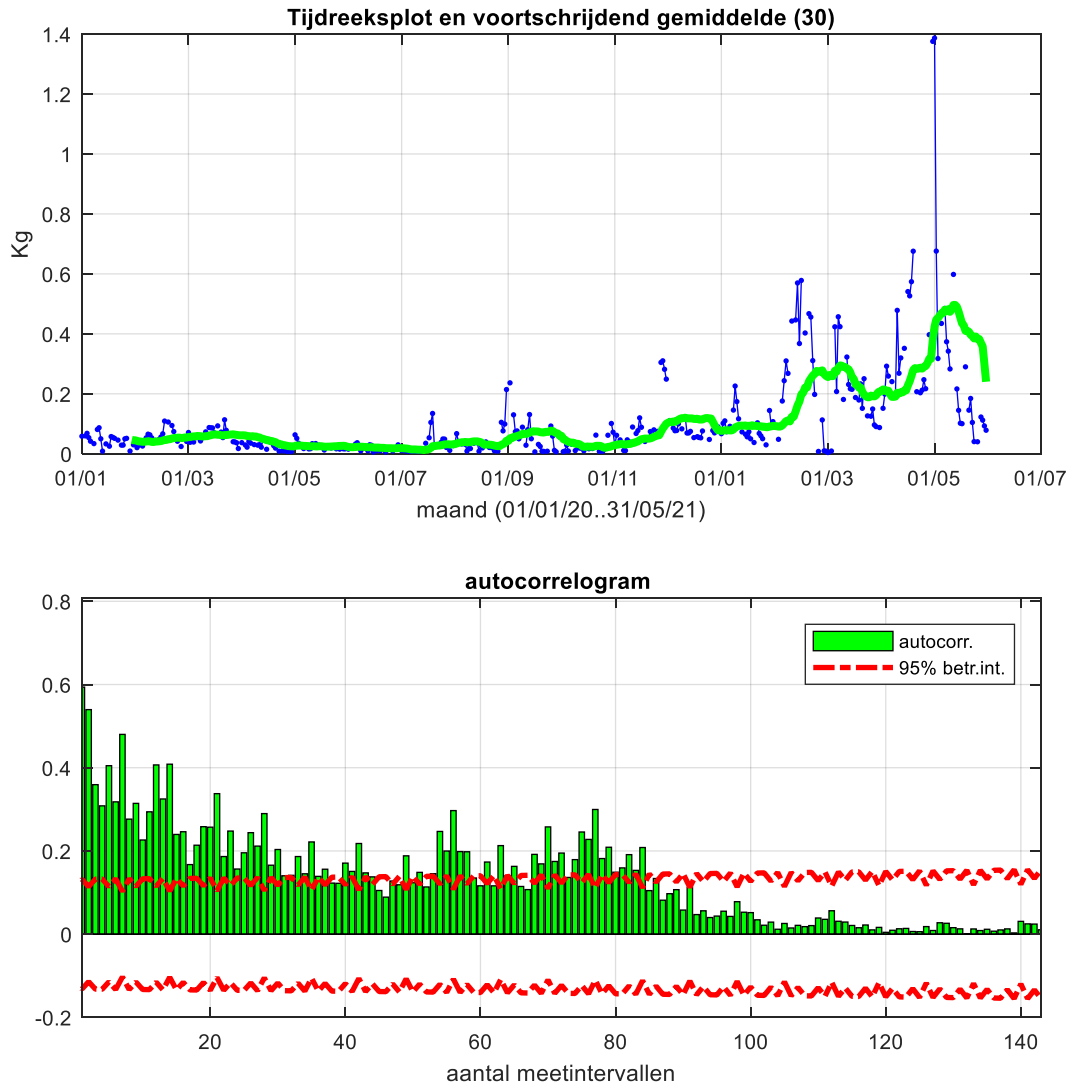 Tijdreeksplot en voortschrijdend gemiddelde (30)
1.4
1.2
1
0.8
0.6
0.4
0.2
0
Kg
01/01 01/03 01/05 01/07 01/09 01/11 01/01 01/03 01/05 01/07
maand (01/01/20..31/05/21)
autocorrelogram
0.8
0.6
0.4
0.2
0
-0.2
autocorr.
95% betr.int.
20 40 60 80 100 120 140
aantal meetintervallen